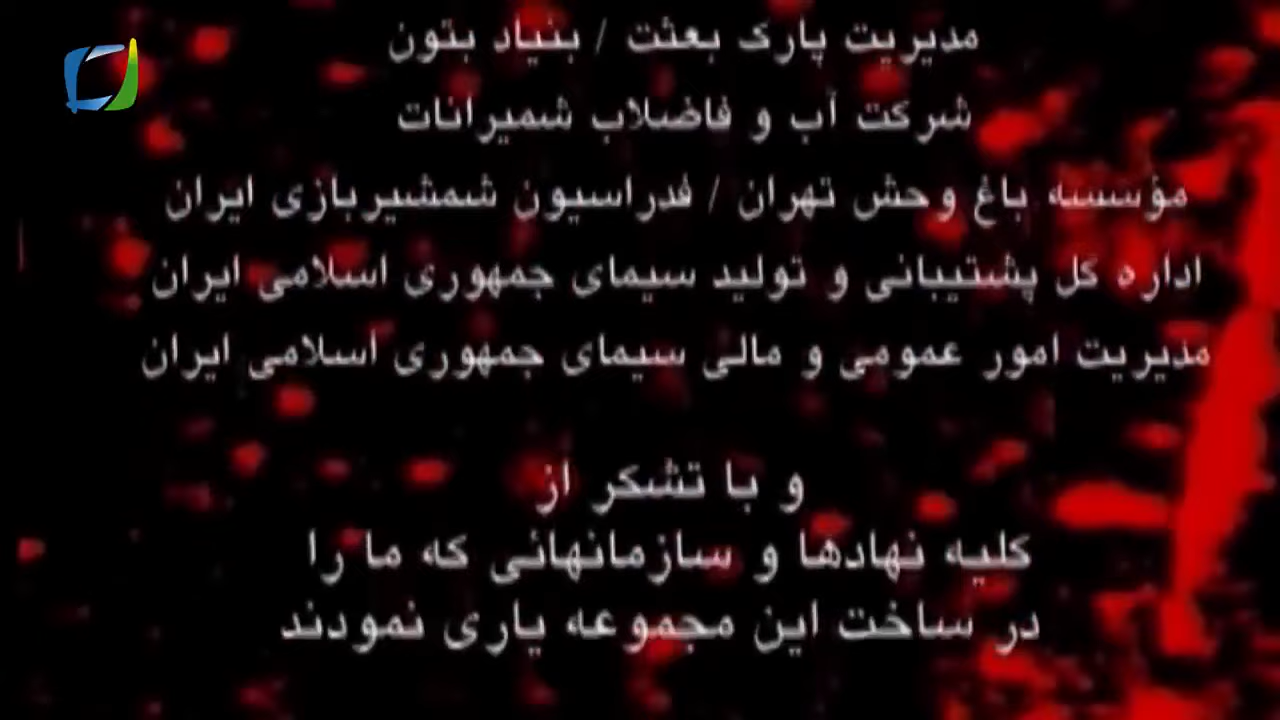 مدیریت پارک بعثت / بنیاد بتون
شرکت آب و فاضلاب شمیرانات
مؤسسه باغ وحش تهران / فدراسیون شمشیربازی ایران
اداره کل پشتیبانی و تولید سیمای جمهوری اسلامی ایران
مدیریت امور عمومی و مالی سیمای جمهوری اسلامی ایران
و با تشکر از
کلیه نهادها و سازمانهائی که ما را
در ساخت این مجموعه یاری نمودند